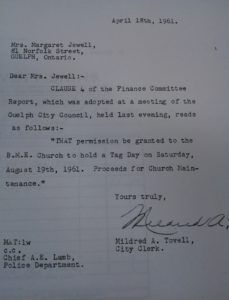 April 18th, 1961.
Mrs. Margaret Jewell,
81 Norfolk Street,
GUELPH, Ontario.
Dear Mrs. Jewell:-
CLAUSE 4 of the Finance Committee
Report, which was adopted at a meeting of the
Guelph City Council, held last evening, reads
as follows:-
"THAT permission be granted to the
B.M.E. Church to hold a Tag Day on Saturday,
August 19th, 1961. Proceeds for Church Main-
tenance."
Yours truly,
Mildred A.
Mildred A. Tovell,
City Clerk.
MAT:lw
c.c.
Chief A.E. Lamb,
Police Department.